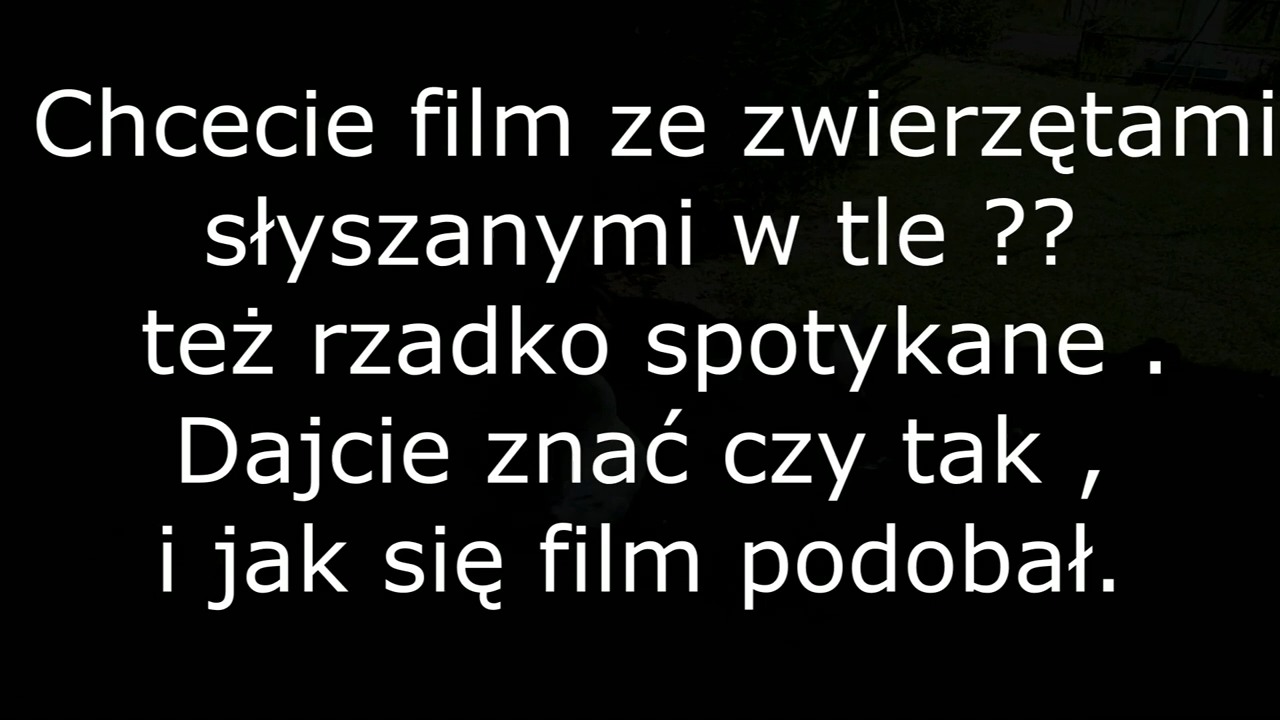 Chcecie film ze zwierzętami
słyszanymi w tle ??
też rzadko spotykane .
Dajcie znać czy tak ,
i jak się film podobał.